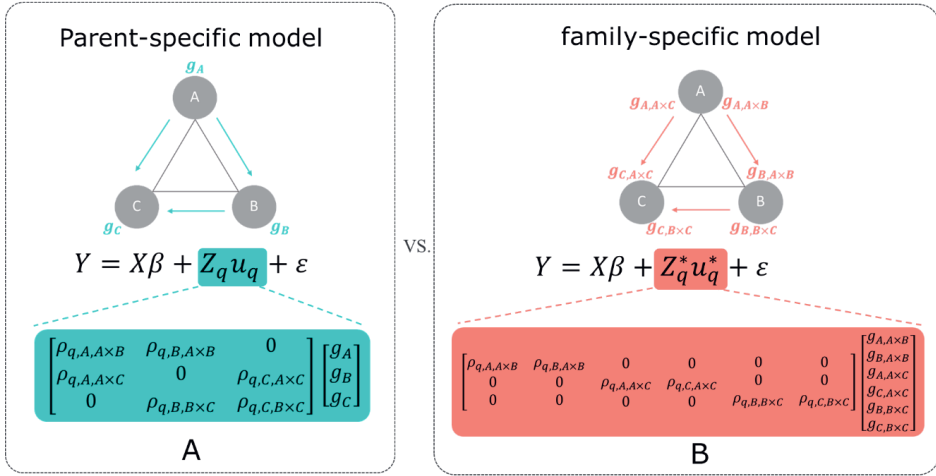 Parent-specific model
g_A
A
C
B
g_C
g_B
Y = Xβ + Z_q u_q + ε
[ρ_{q,A,A×B} ρ_{q,B,A×B} 0] [g_A]
[ρ_{q,A,A×C} 0 ρ_{q,C,A×C}] [g_B]
[0 ρ_{q,B,B×C} ρ_{q,C,B×C}] [g_C]
A
VS.
family-specific model
A
g_{A,A×C} g_{A,A×B}
g_{C,A×C} g_{B,A×B}
C
B
g_{C,B×C} g_{B,B×C}
Y = Xβ + Z_q^* u_q^* + ε
[ρ_{q,A,A×B} ρ_{q,B,A×B} 0 0 0 0]
[0 0 ρ_{q,A,A×C} ρ_{q,C,A×C} 0 0]
[0 0 0 0 ρ_{q,B,B×C} ρ_{q,C,B×C}]
g_{A,A×B}
g_{B,A×B}
g_{A,A×C}
g_{C,A×C}
g_{B,B×C}
g_{C,B×C}
B